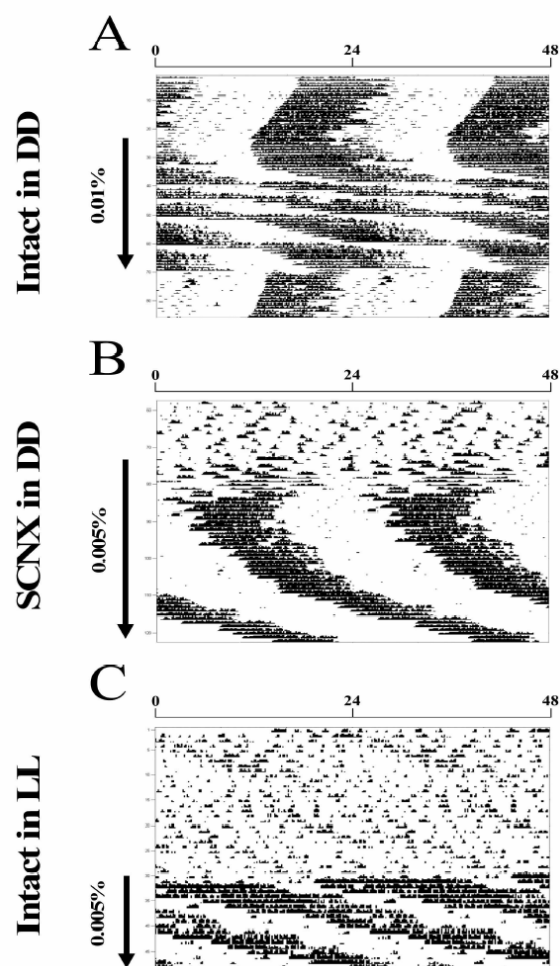 A
0 24 48
Intact in DD
0.01%
B
0 24 48
SCNX in DD
0.005%
C
0 24 48
Intact in LL
0.005%